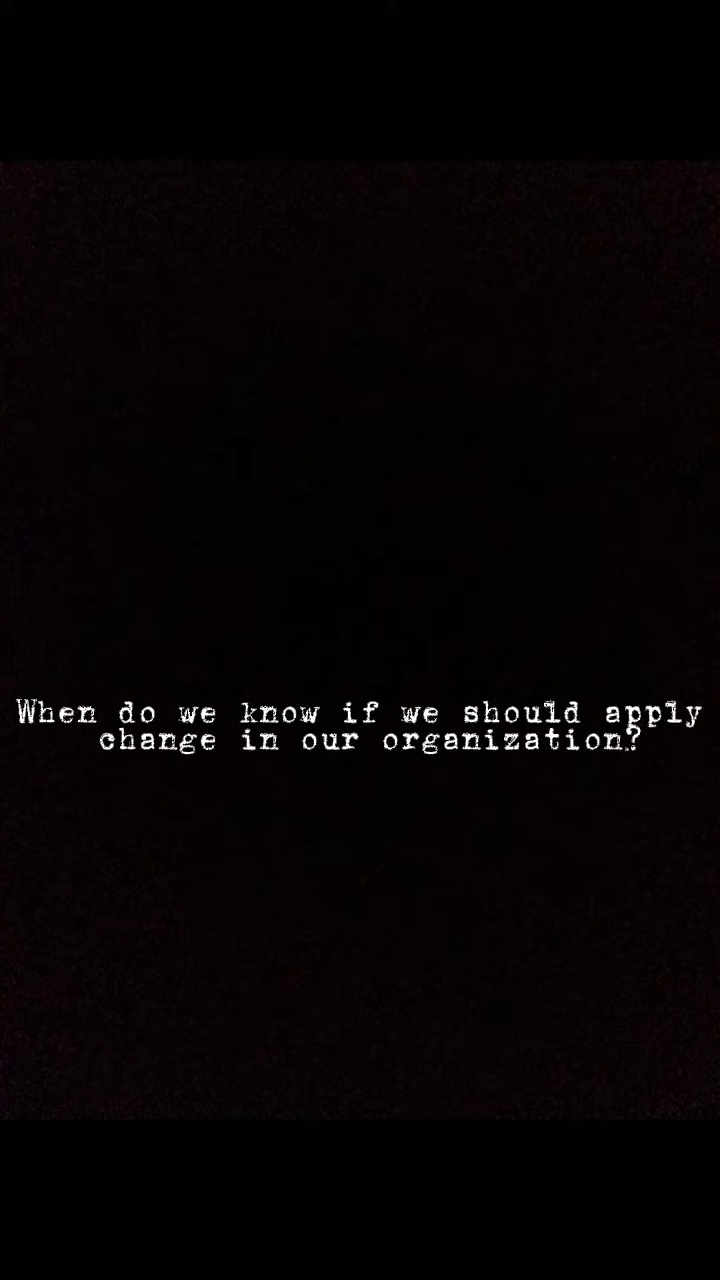 When do we know if we should apply
change in our organization?